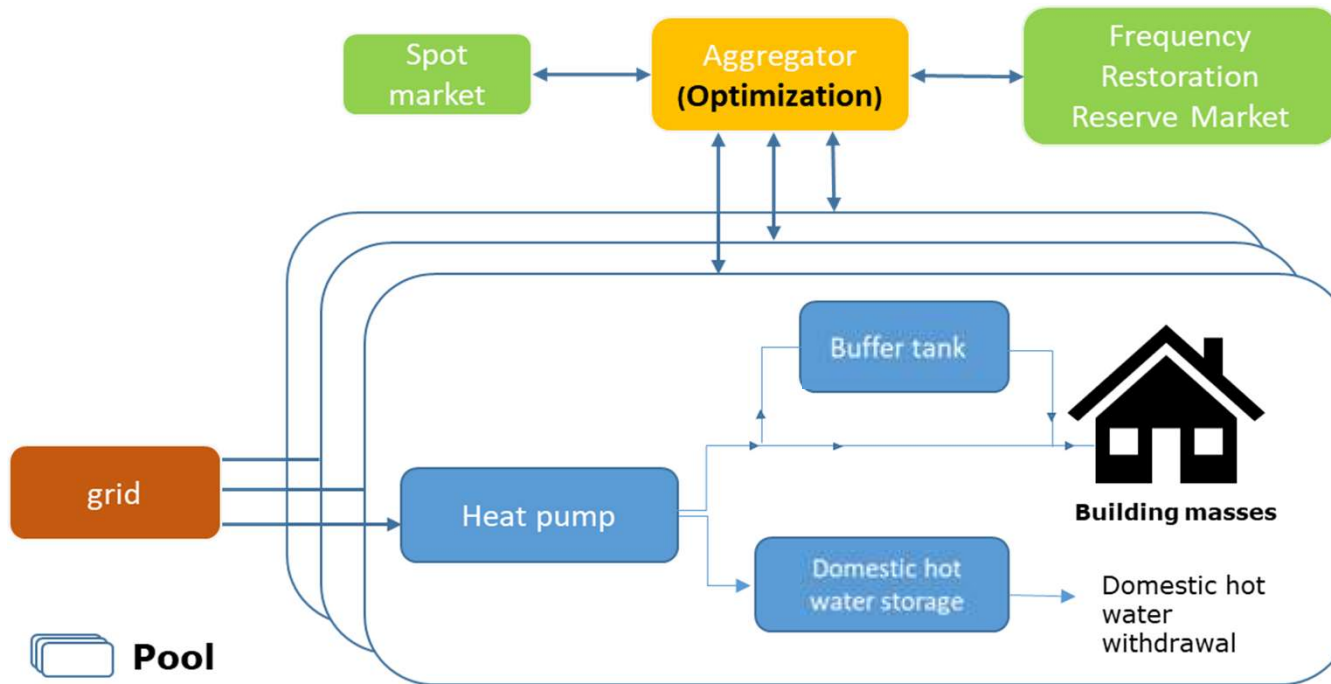 Spot
market
Aggregator
(Optimization)
Frequency
Restoration
Reserve Market
Buffer tank
grid
Heat pump
Building masses
Domestic hot
water storage
Domestic hot
water
withdrawal
Pool